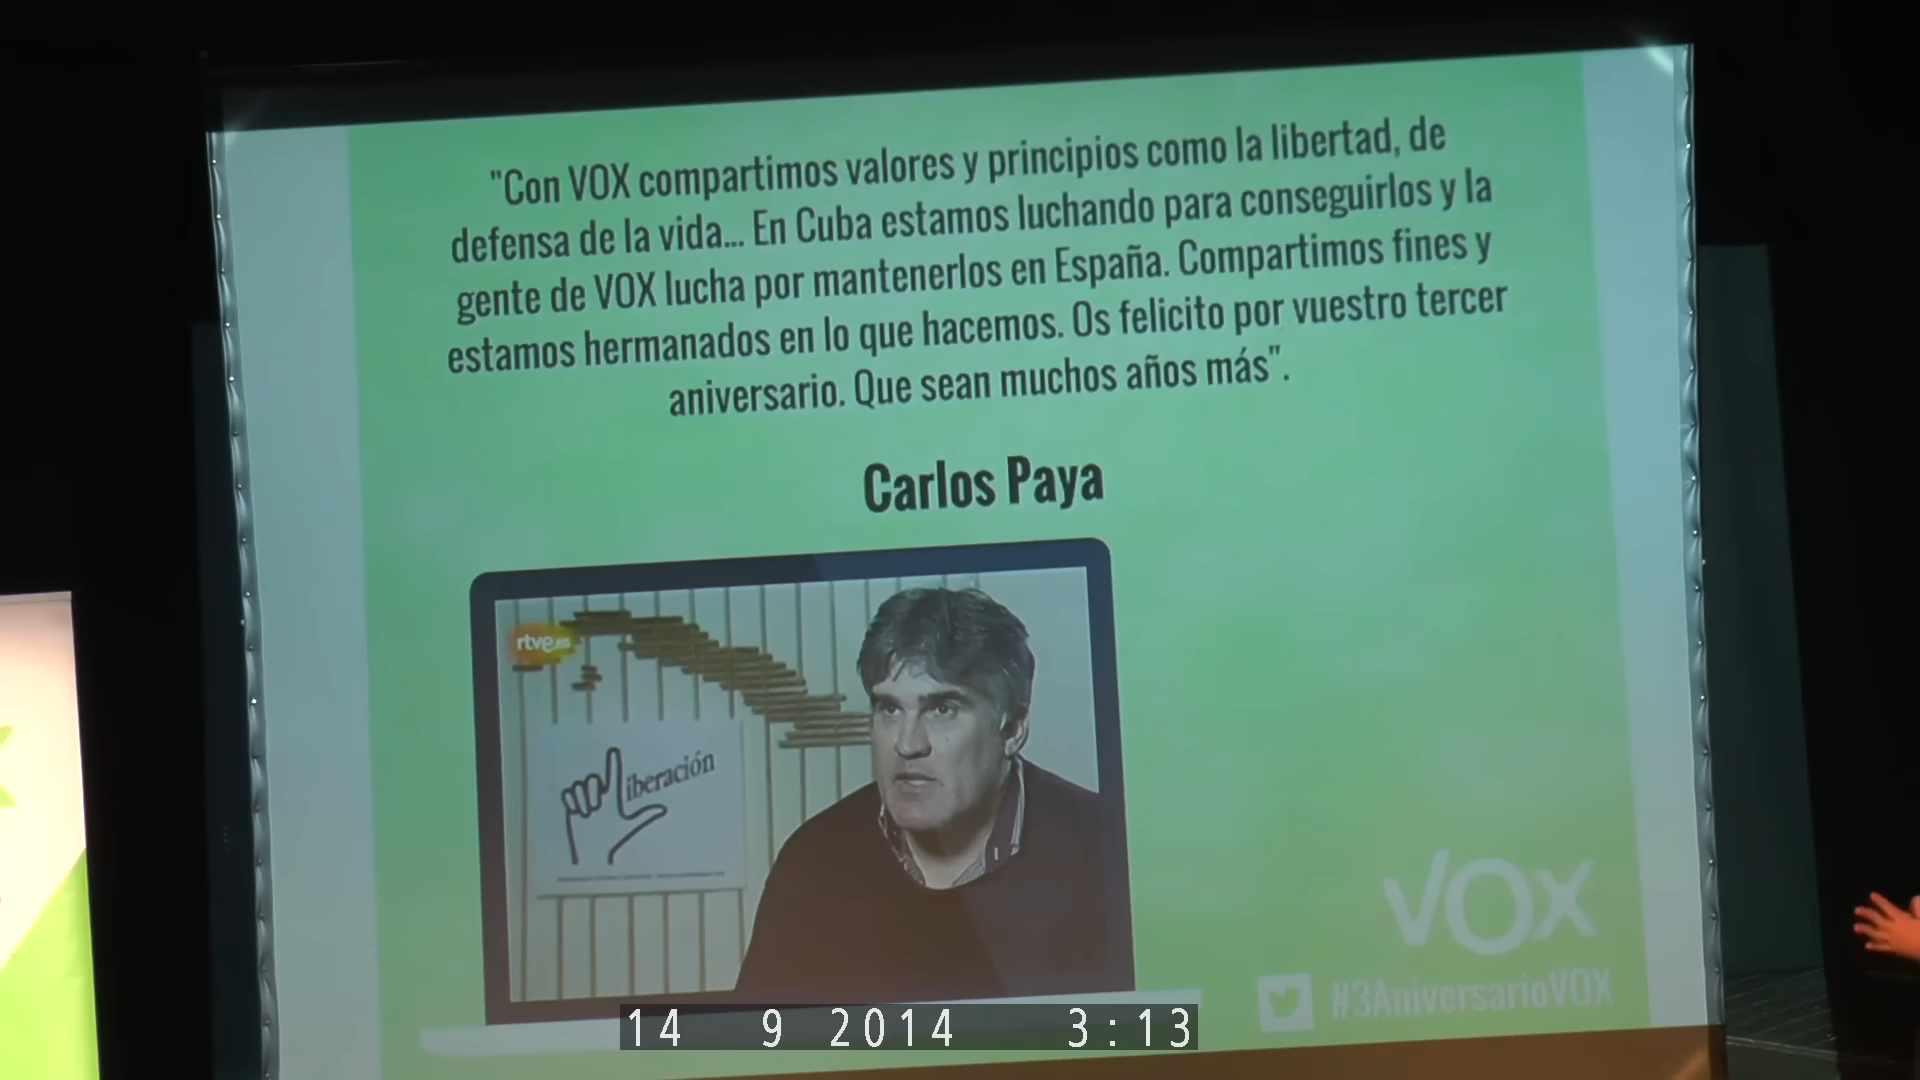 "Con VOX compartimos valores y principios como la libertad, de
defensa de la vida... En Cuba estamos luchando para conseguirlos y la
gente de VOX lucha por mantenerlos en España. Compartimos fines y
estamos hermanados en lo que hacemos. Os felicito por vuestro tercer
aniversario. Que sean muchos años más".
Carlos Paya
rtve.es
Liberación
VOX
#3AniversarioVOX
14 9 2014 3:13